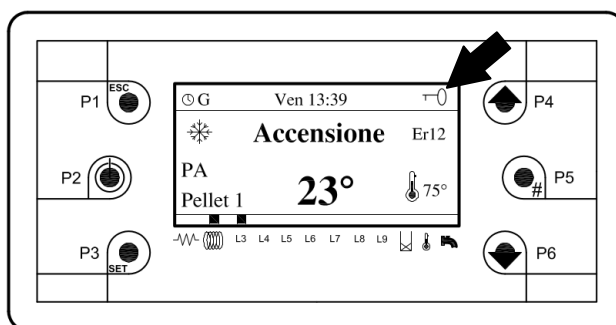 P1
ESC
P2
P3
SET
G Ven 13:39
Accensione Er12
PA
Pellet 1 23° 75°
L3 L4 L5 L6 L7 L8 L9
P4
P5
#
P6